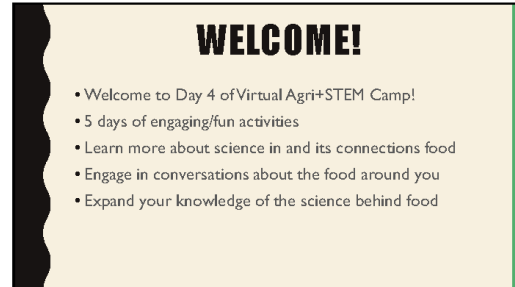 WELCOME!
• Welcome to Day 4 of Virtual Agri+STEM Camp!
• 5 days of engaging/fun activities
• Learn more about science in and its connections food
• Engage in conversations about the food around you
• Expand your knowledge of the science behind food